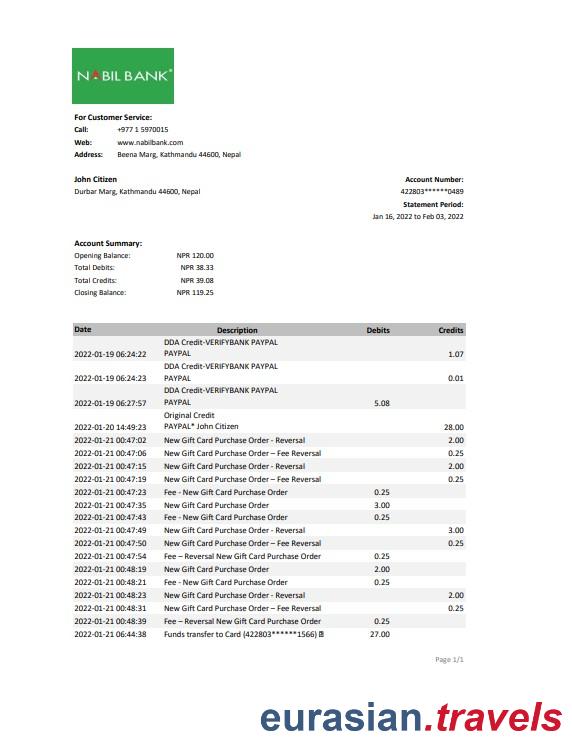 NABIL BANK
For Customer Service:
Call: +977 1 5970015
Web: www.nabilbank.com
Address: Beena Marg, Kathmandu 44600, Nepal
John Citizen
Durbar Marg, Kathmandu 44600, Nepal
Account Number:
422803******0489
Statement Period:
Jan 16, 2022 to Feb 03, 2022
Account Summary:
Opening Balance: NPR 120.00
Total Debits: NPR 38.33
Total Credits: NPR 39.08
Closing Balance: NPR 119.25
Date Description Debits Credits
DDA Credit-VERIFYBANK PAYPAL
2022-01-19 06:24:22 PAYPAL 1.07
DDA Credit-VERIFYBANK PAYPAL
2022-01-19 06:24:23 PAYPAL 0.01
DDA Credit-VERIFYBANK PAYPAL
2022-01-19 06:27:57 PAYPAL 5.08
Original Credit
2022-01-20 14:49:23 PAYPAL* John Citizen 28.00
2022-01-21 00:47:02 New Gift Card Purchase Order - Reversal 2.00
2022-01-21 00:47:06 New Gift Card Purchase Order – Fee Reversal 0.25
2022-01-21 00:47:15 New Gift Card Purchase Order - Reversal 2.00
2022-01-21 00:47:19 New Gift Card Purchase Order – Fee Reversal 0.25
2022-01-21 00:47:23 Fee - New Gift Card Purchase Order 0.25
2022-01-21 00:47:35 New Gift Card Purchase Order 3.00
2022-01-21 00:47:43 Fee - New Gift Card Purchase Order 0.25
2022-01-21 00:47:49 New Gift Card Purchase Order - Reversal 3.00
2022-01-21 00:47:50 New Gift Card Purchase Order – Fee Reversal 0.25
2022-01-21 00:47:54 Fee – Reversal New Gift Card Purchase Order 0.25
2022-01-21 00:48:19 New Gift Card Purchase Order 2.00
2022-01-21 00:48:21 Fee - New Gift Card Purchase Order 0.25
2022-01-21 00:48:23 New Gift Card Purchase Order - Reversal 2.00
2022-01-21 00:48:31 New Gift Card Purchase Order – Fee Reversal 0.25
2022-01-21 00:48:39 Fee – Reversal New Gift Card Purchase Order 0.25
2022-01-21 06:44:38 Funds transfer to Card (422803******1566) 27.00
Page 1/1
eurasian.travels